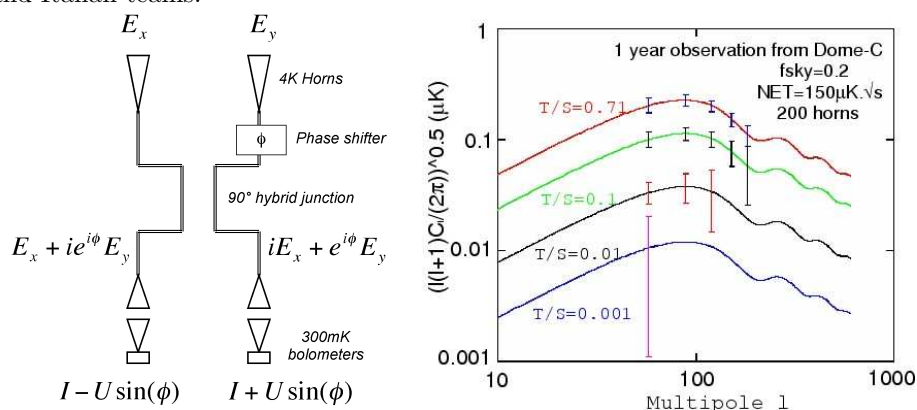 and Italian teams.
E_x E_y
4K Horns
ϕ
Phase shifter
90° hybrid junction
E_x + ie^{iϕ}E_y iE_x + e^{iϕ}E_y
300mK
bolometers
I − U sin(ϕ) I + U sin(ϕ)
(l(l+1)C_l/(2π))^0.5 (μK)
1
0.1
0.01
0.001
1 year observation from Dome-C
fsky=0.2
NET=150μK.√s
200 horns
T/S=0.71
T/S=0.1
T/S=0.01
T/S=0.001
10 100 1000
Multipole l